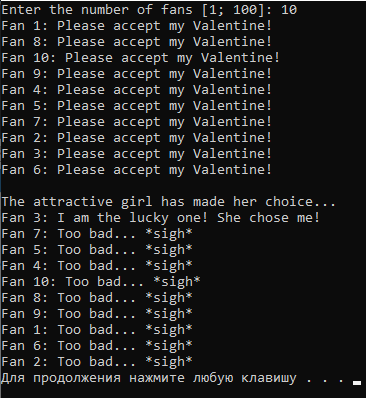 Enter the number of fans [1; 100]: 10
Fan 1: Please accept my Valentine!
Fan 8: Please accept my Valentine!
Fan 10: Please accept my Valentine!
Fan 9: Please accept my Valentine!
Fan 4: Please accept my Valentine!
Fan 5: Please accept my Valentine!
Fan 7: Please accept my Valentine!
Fan 2: Please accept my Valentine!
Fan 3: Please accept my Valentine!
Fan 6: Please accept my Valentine!
The attractive girl has made her choice...
Fan 3: I am the lucky one! She chose me!
Fan 7: Too bad... *sigh*
Fan 5: Too bad... *sigh*
Fan 4: Too bad... *sigh*
Fan 10: Too bad... *sigh*
Fan 8: Too bad... *sigh*
Fan 9: Too bad... *sigh*
Fan 1: Too bad... *sigh*
Fan 6: Too bad... *sigh*
Fan 2: Too bad... *sigh*
Для продолжения нажмите любую клавишу . . .